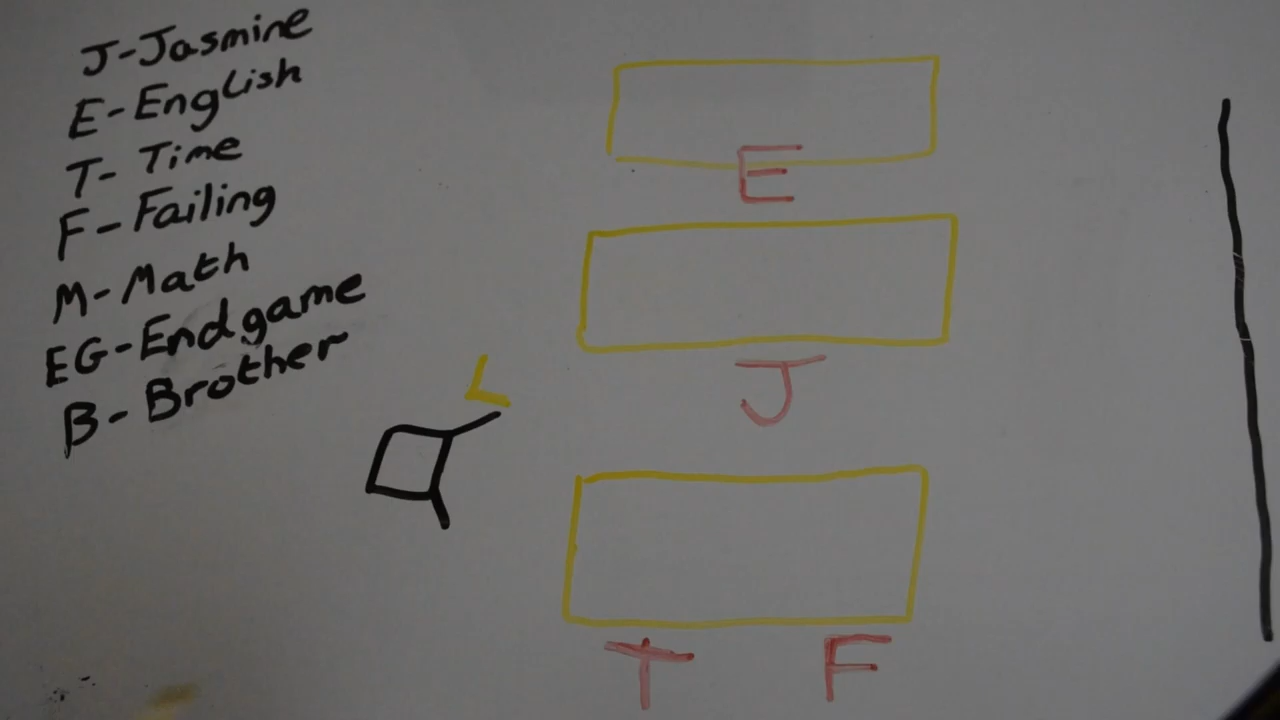 J-Jasmine
E-English
T- Time
F-Failing
M-Math
EG-Endgame
B-Brother
L
E
J
T F